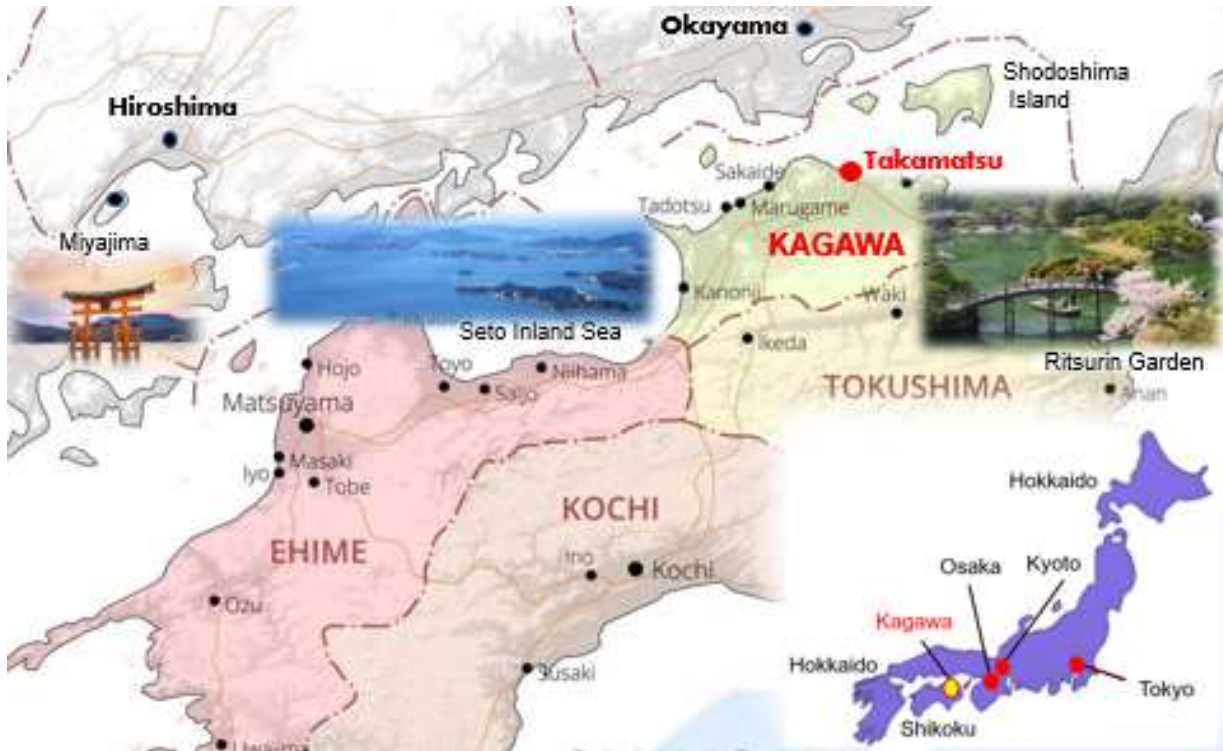 Okayama
Shodoshima
Island
Hiroshima
Takamatsu
Sakaide
Tadotsu
Marugame
Miyajima
KAGAWA
Kanonji
Waki
Seto Inland Sea
Ikeda
Ritsurin Garden
Hojo
Toyo
Niihama
Saijo
TOKUSHIMA
Anan
Matsuyama
Masaki
Iyo
Tobe
KOCHI
EHIME
Ino
Kochi
Ozu
Susaki
Uwajima
Hokkaido
Osaka
Kyoto
Kagawa
Hokkaido
Tokyo
Shikoku